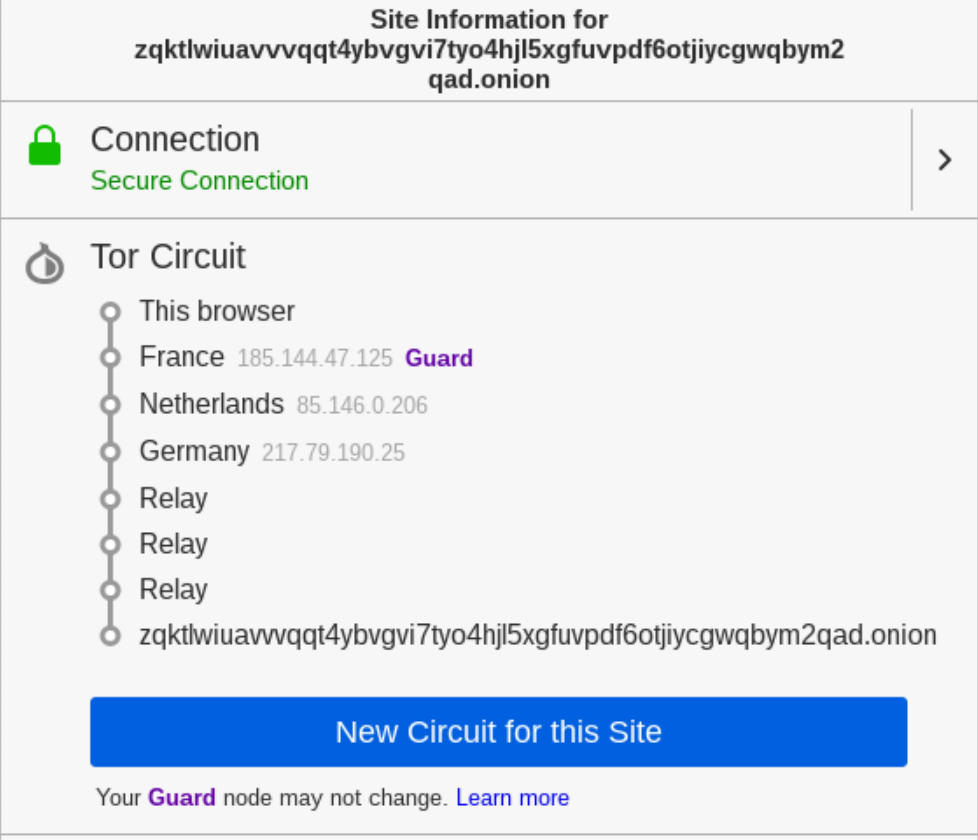 Site Information for
zqktlwiuavvvqqt4ybvgvi7tyo4hjl5xgfuvpdf6otjiycgwqbym2
qad.onion
Connection
Secure Connection
Tor Circuit
This browser
France 185.144.47.125 Guard
Netherlands 85.146.0.206
Germany 217.79.190.25
Relay
Relay
Relay
zqktlwiuavvvqqt4ybvgvi7tyo4hjl5xgfuvpdf6otjiycgwqbym2qad.onion
New Circuit for this Site
Your Guard node may not change. Learn more